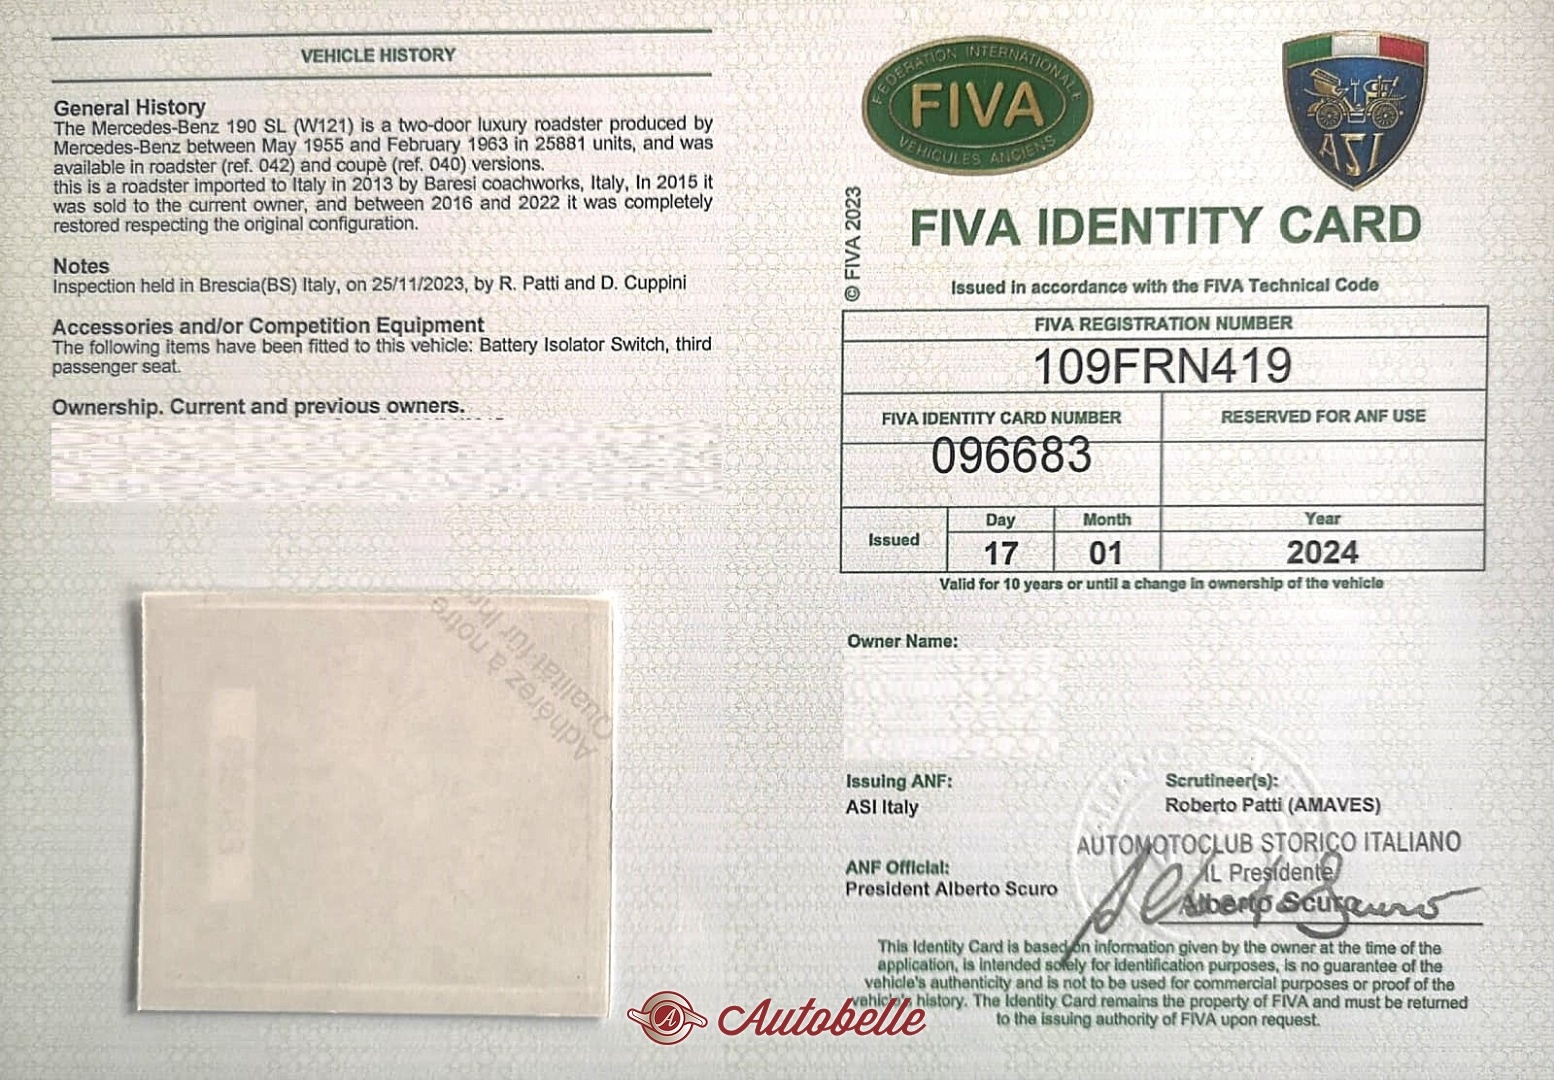 VEHICLE HISTORY
General History
The Mercedes-Benz 190 SL (W121) is a two-door luxury roadster produced by
Mercedes-Benz between May 1955 and February 1963 in 25881 units, and was
available in roadster (ref. 042) and coupè (ref. 040) versions.
this is a roadster imported to Italy in 2013 by Baresi coachworks, Italy, In 2015 it
was sold to the current owner, and between 2016 and 2022 it was completely
restored respecting the original configuration.
Notes
Inspection held in Brescia(BS) Italy, on 25/11/2023, by R. Patti and D. Cuppini
Accessories and/or Competition Equipment
The following items have been fitted to this vehicle: Battery Isolator Switch, third
passenger seat.
Ownership. Current and previous owners.
Adhérez à notre
Qualität für Ihr
FEDERATION INTERNATIONALE
FIVA
VEHICULES ANCIENS
ASI
© FIVA 2023
FIVA IDENTITY CARD
Issued in accordance with the FIVA Technical Code
FIVA REGISTRATION NUMBER
109FRN419
FIVA IDENTITY CARD NUMBER
RESERVED FOR ANF USE
096683
Issued
Day
Month
Year
17
01
2024
Valid for 10 years or until a change in ownership of the vehicle
Owner Name:
Issuing ANF:
Scrutineer(s):
ASI Italy
Roberto Patti (AMAVES)
AUTOMOTOCLUB STORICO ITALIANO
IL Presidente
ANF Official:
President Alberto Scuro
Alberto Scuro
This Identity Card is based on information given by the owner at the time of the
application, is intended solely for identification purposes, is no guarantee of the
vehicle's authenticity and is not to be used for commercial purposes or proof of the
vehicle's history. The Identity Card remains the property of FIVA and must be returned
to the issuing authority of FIVA upon request.
A Autobelle